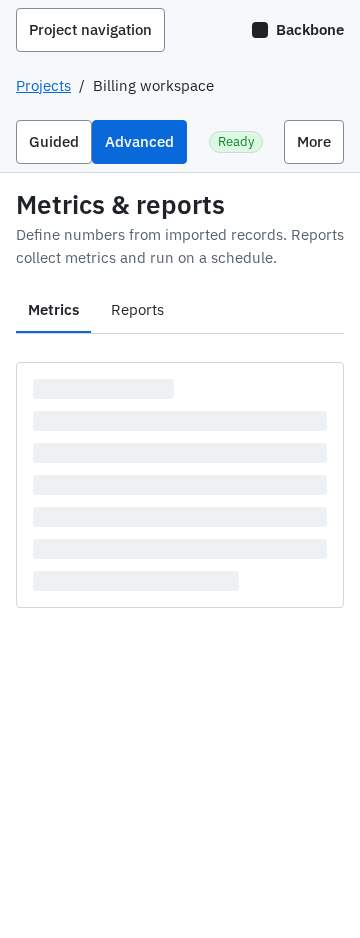 Project navigation
Backbone
Projects / Billing workspace
Guided
Advanced
Ready
More
Metrics & reports
Define numbers from imported records. Reports
collect metrics and run on a schedule.
Metrics
Reports